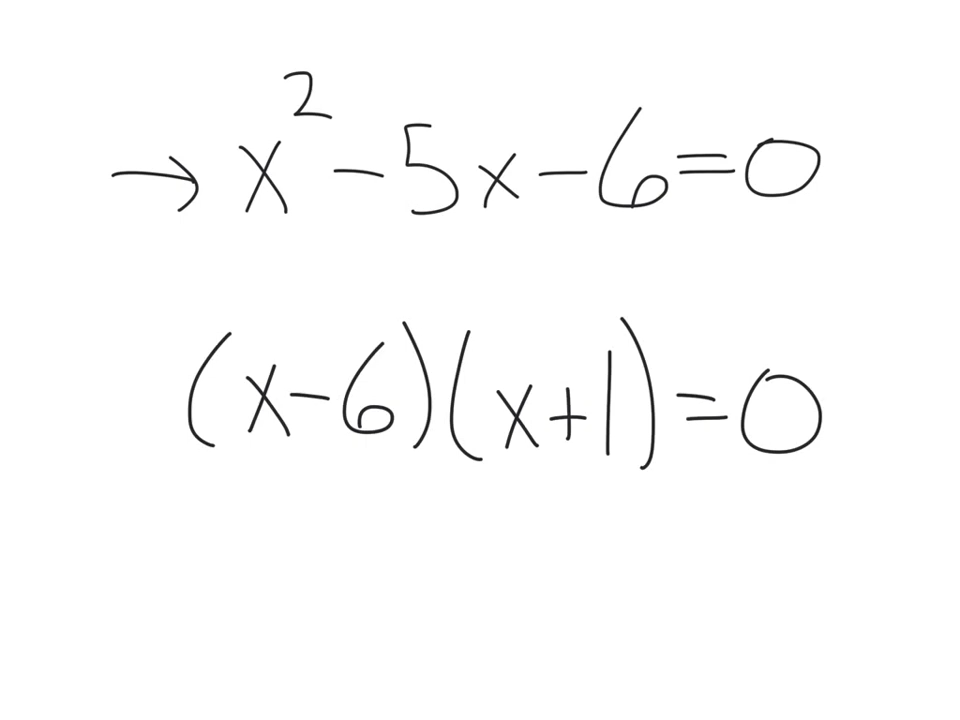 → x² - 5x - 6 = 0
(x - 6)(x + 1) = 0